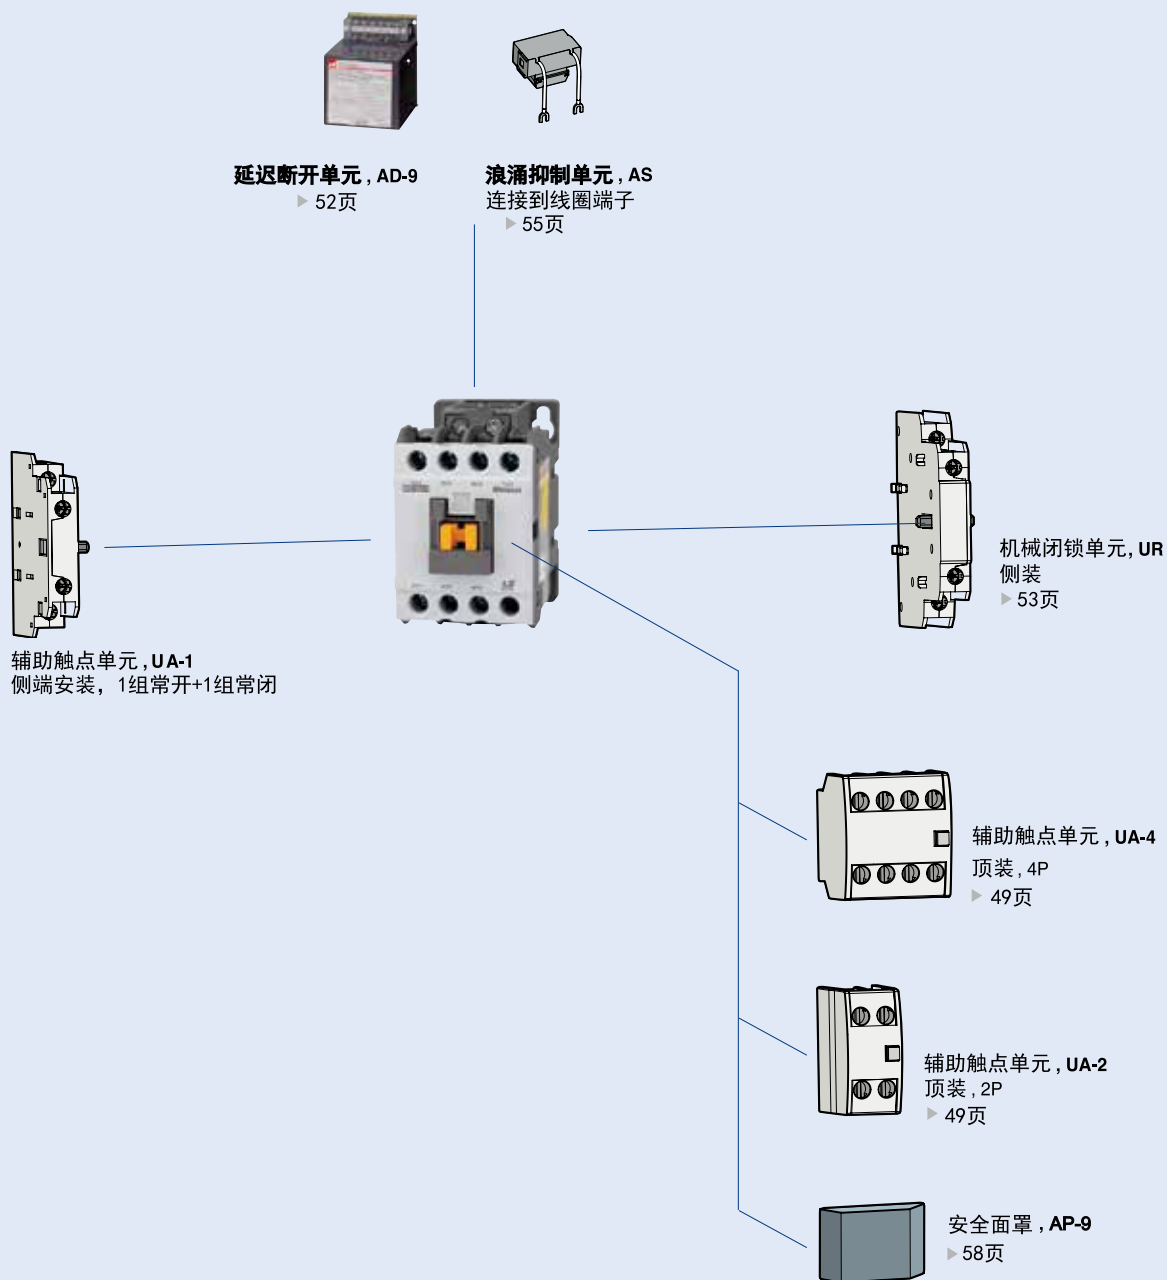 延迟断开单元, AD-9
▶ 52页
浪涌抑制单元, AS
连接到线圈端子
▶ 55页
机械闭锁单元, UR
侧装
▶ 53页
辅助触点单元, UA-1
侧端安装, 1组常开+1组常闭
辅助触点单元, UA-4
顶装, 4P
▶ 49页
辅助触点单元, UA-2
顶装, 2P
▶ 49页
安全面罩, AP-9
▶ 58页